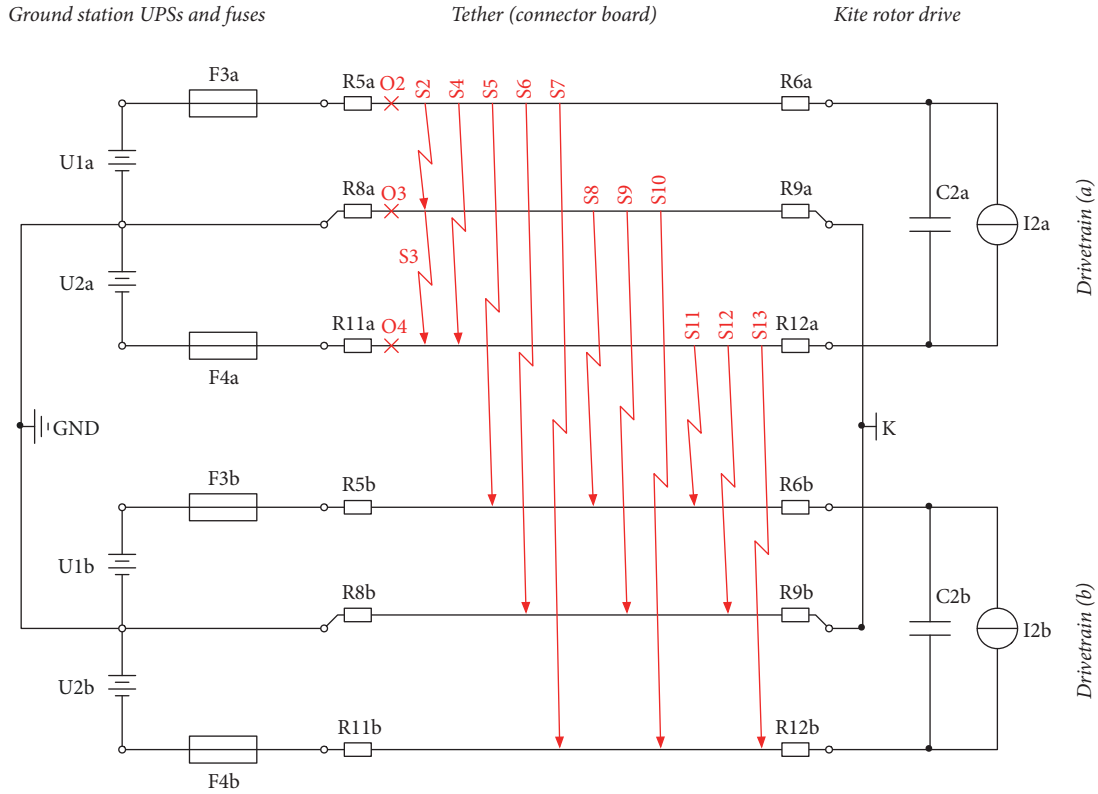 Ground station UPSs and fuses
Tether (connector board)
Kite rotor drive
F3a
R5a
O2
S2
S4
S5
S6
S7
R6a
U1a
R8a
O3
S8
S9
S10
R9a
C2a
I2a
Drivetrain (a)
S3
U2a
R11a
O4
S11
S12
S13
R12a
F4a
GND
K
F3b
R5b
R6b
U1b
R8b
R9b
C2b
I2b
Drivetrain (b)
U2b
R11b
R12b
F4b